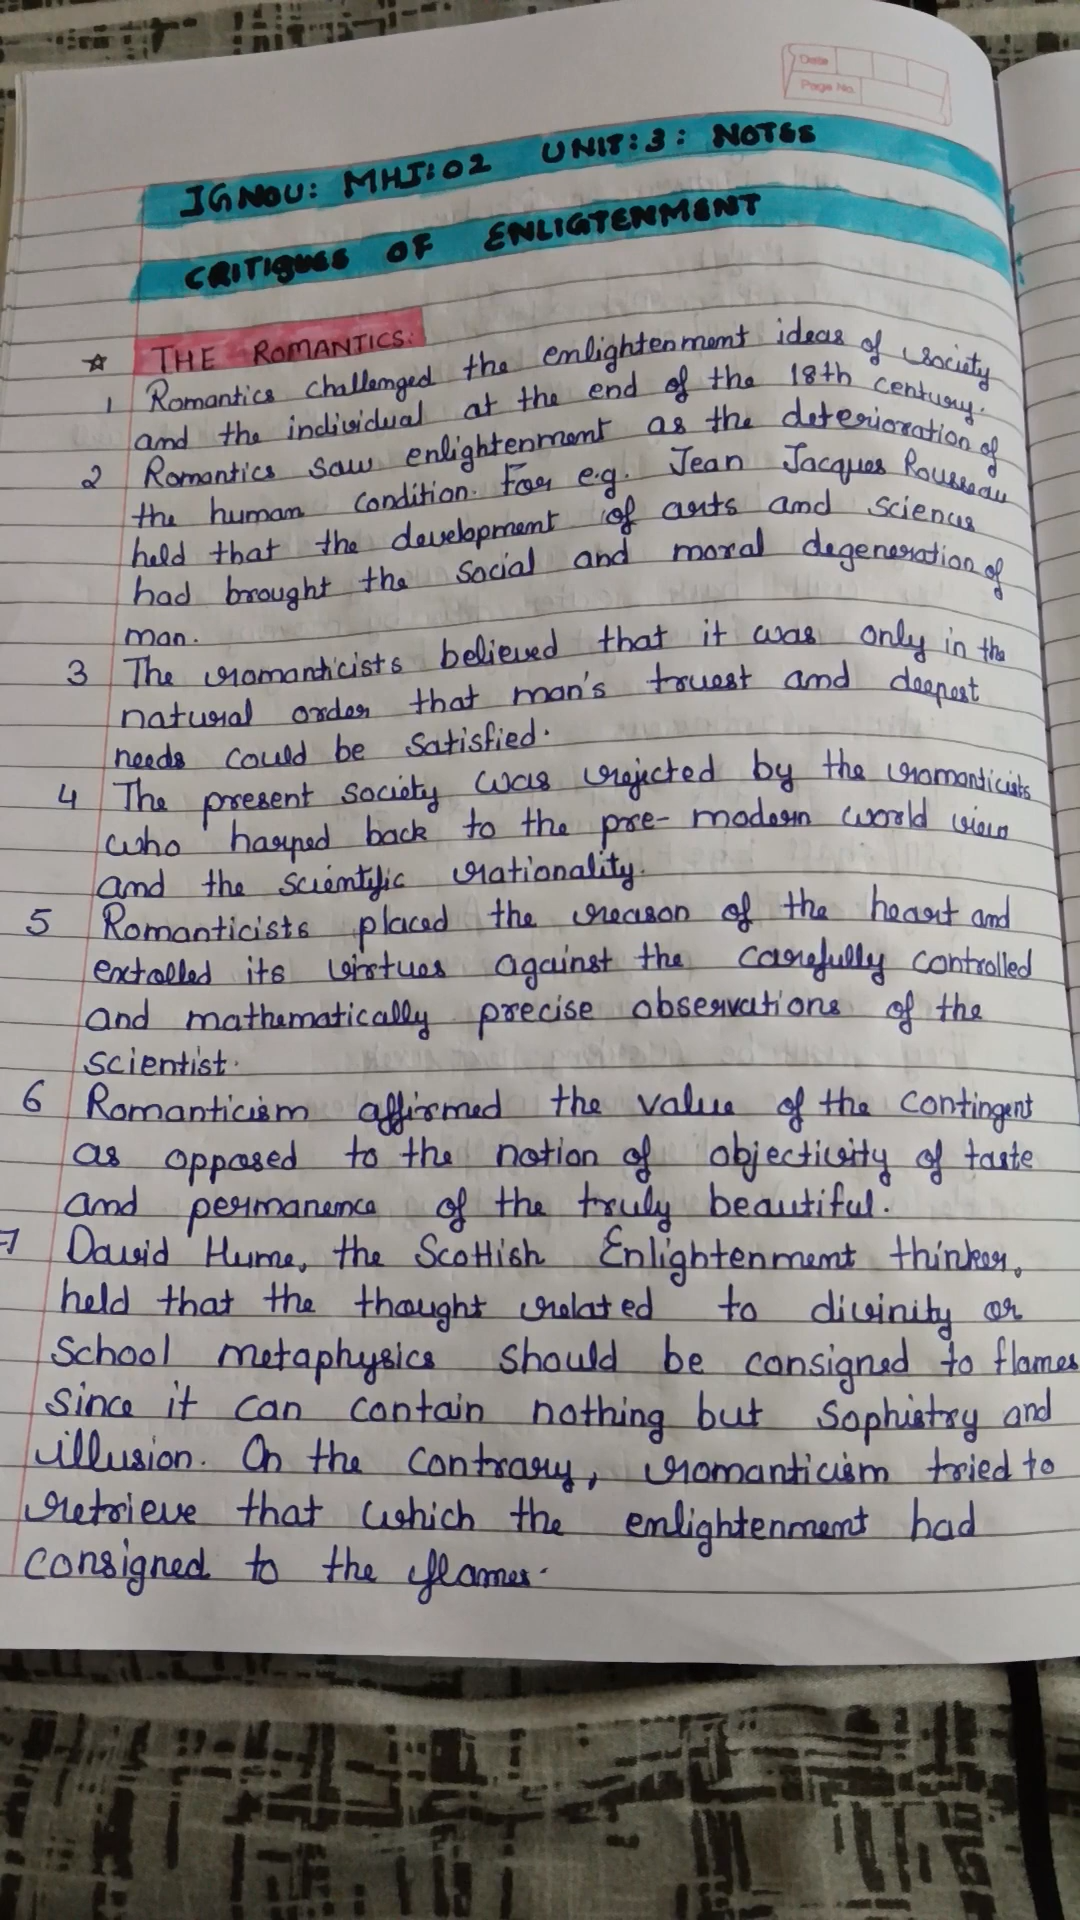 Date
Page No.
IGNOU: MHI:02 UNIT:3: NOTES
CRITIQUES OF ENLIGTENMENT
☆ THE ROMANTICS:
1 Romantics challenged the enlightenment ideas of society
and the individual at the end of the 18th century.
2 Romantics saw enlightenment as the deterioration of
the human condition. For e.g. Jean Jacques Rousseau
held that the development of arts and sciences
had brought the social and moral degeneration of
man.
3 The romanticists believed that it was only in the
natural order that man's truest and deepest
needs could be satisfied.
4 The present society was rejected by the romanticists
who harped back to the pre-modern world view
and the scientific rationality.
5 Romanticists placed the reason of the heart and
extolled its virtues against the carefully controlled
and mathematically precise observations of the
scientist.
6 Romanticism affirmed the value of the contingent
as opposed to the notion of objectivity of taste
and permanence of the truly beautiful.
7 David Hume, the Scottish Enlightenment thinker,
held that the thought related to divinity or
School metaphysics should be consigned to flames
since it can contain nothing but sophistry and
illusion. On the contrary, romanticism tried to
retrieve that which the enlightenment had
consigned to the flames.